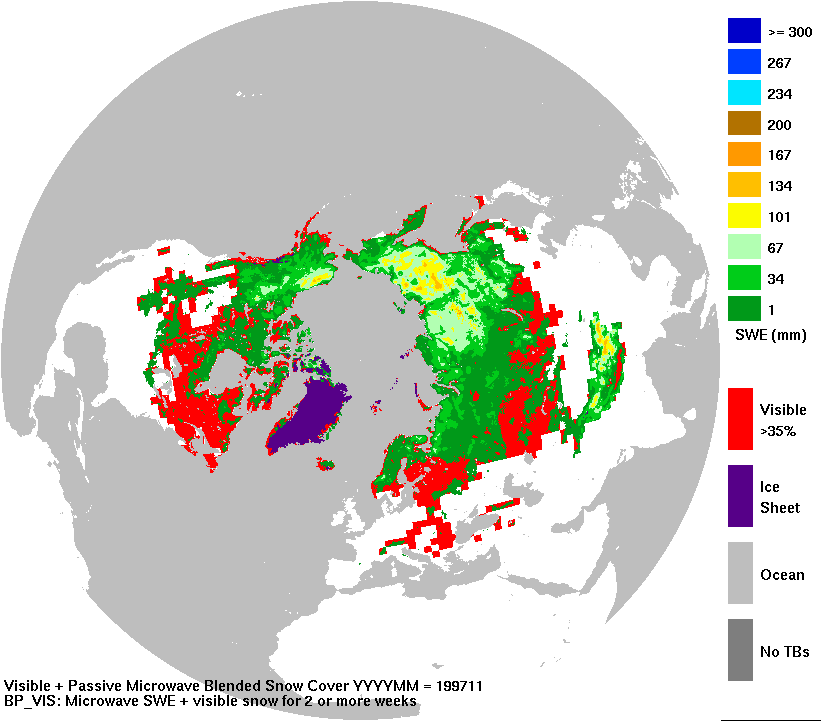 >= 300
267
234
200
167
134
101
67
34
1
SWE (mm)
Visible
>35%
Ice
Sheet
Ocean
No TBs
Visible + Passive Microwave Blended Snow Cover YYYYMM = 199711
BP_VIS: Microwave SWE + visible snow for 2 or more weeks